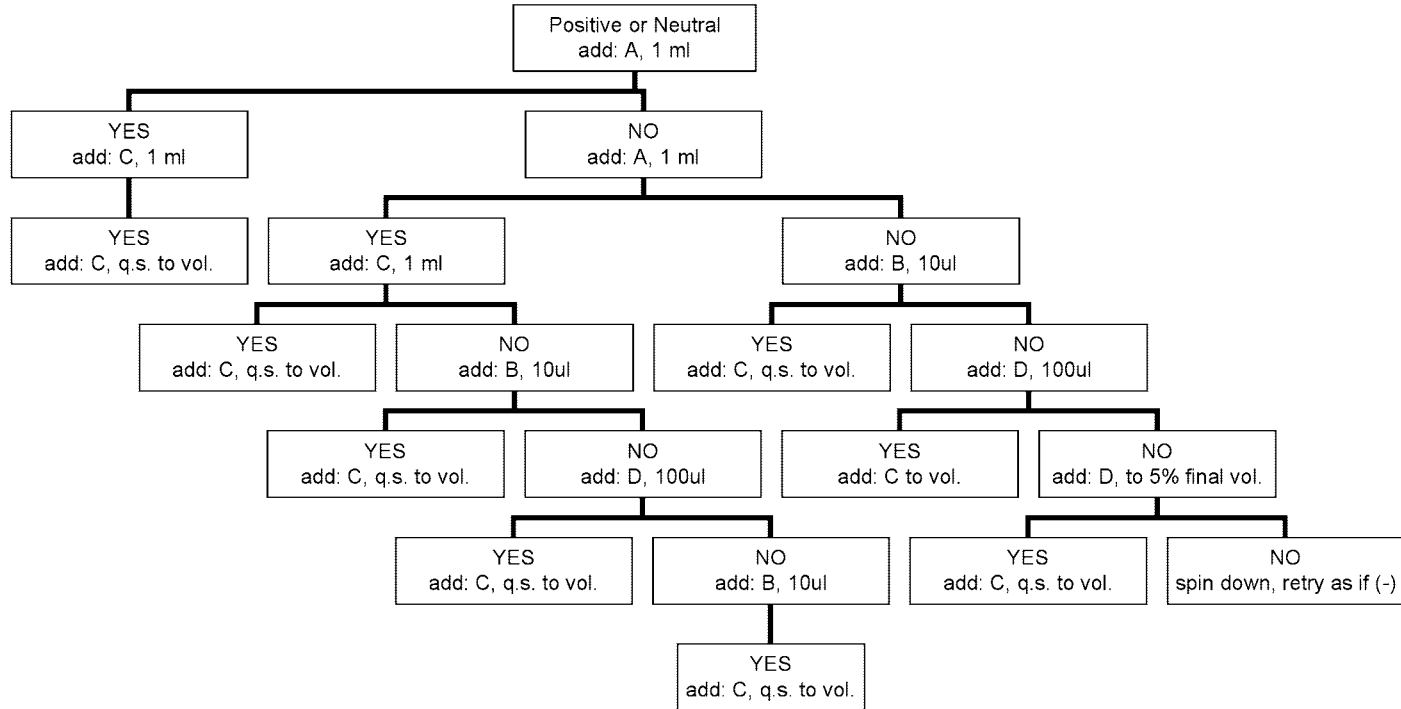 Positive or Neutral
add: A, 1 ml
YES
add: C, 1 ml
NO
add: A, 1 ml
YES
add: C, q.s. to vol.
YES
add: C, 1 ml
NO
add: B, 10ul
YES
add: C, q.s. to vol.
NO
add: B, 10ul
YES
add: C, q.s. to vol.
NO
add: D, 100ul
YES
add: C, q.s. to vol.
NO
add: D, 100ul
YES
add: C to vol.
NO
add: D, to 5% final vol.
YES
add: C, q.s. to vol.
NO
add: B, 10ul
YES
add: C, q.s. to vol.
NO
spin down, retry as if (-)
YES
add: C, q.s. to vol.